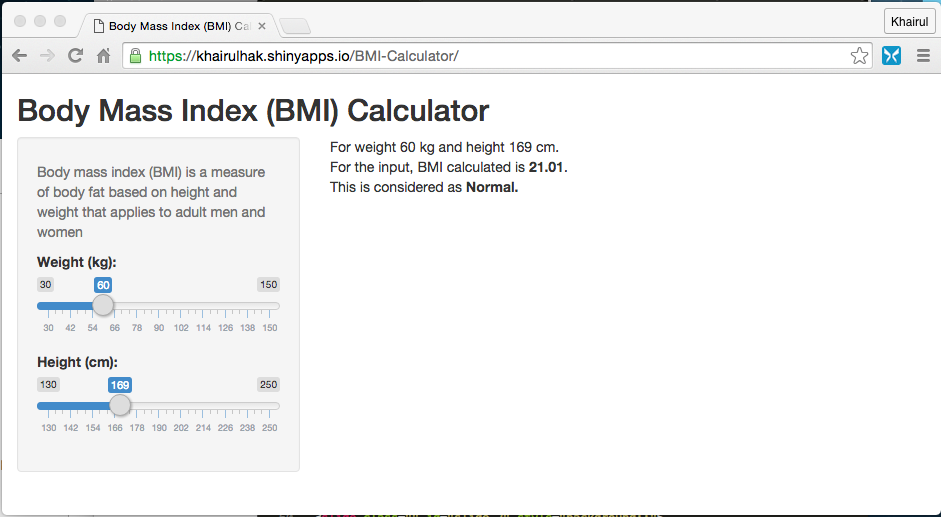 Body Mass Index (BMI) Cal
Khairul
https://khairulhak.shinyapps.io/BMI-Calculator/
Body Mass Index (BMI) Calculator
Body mass index (BMI) is a measure
of body fat based on height and
weight that applies to adult men and
women
Weight (kg):
30 60 150
30 42 54 66 78 90 102 114 126 138 150
Height (cm):
130 169 250
130 142 154 166 178 190 202 214 226 238 250
For weight 60 kg and height 169 cm.
For the input, BMI calculated is 21.01.
This is considered as Normal.